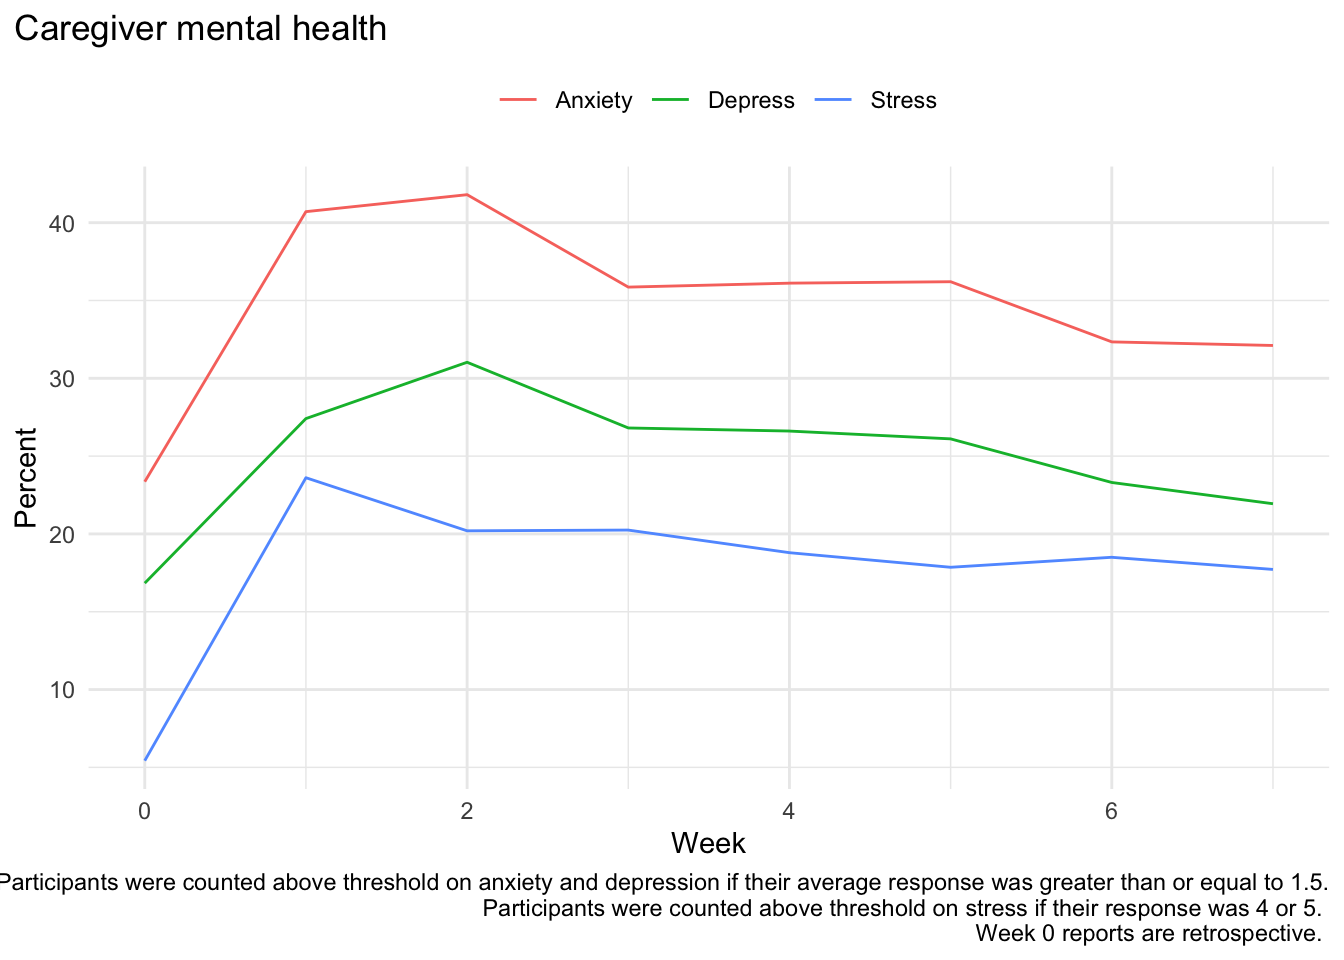 Caregiver mental health
Anxiety Depress Stress
40
30
20
10
Percent
0 2 4 6
Week
Participants were counted above threshold on anxiety and depression if their average response was greater than or equal to 1.5.
Participants were counted above threshold on stress if their response was 4 or 5.
Week 0 reports are retrospective.